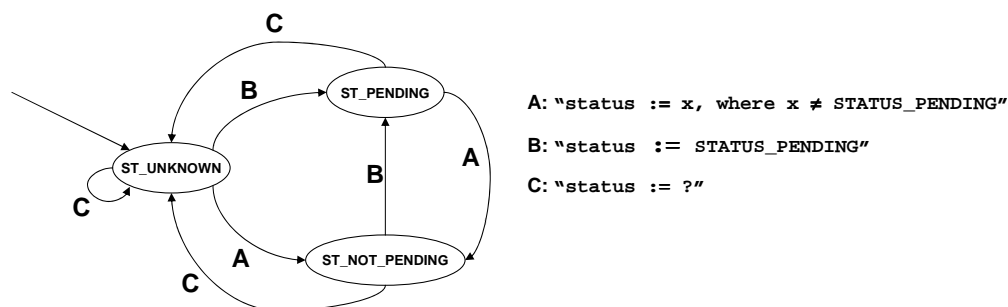 C
B
ST_PENDING
A: “status := x, where x ≠ STATUS_PENDING”
B: “status := STATUS_PENDING”
A
ST_UNKNOWN
B
C: “status := ?”
C
A
ST_NOT_PENDING
C